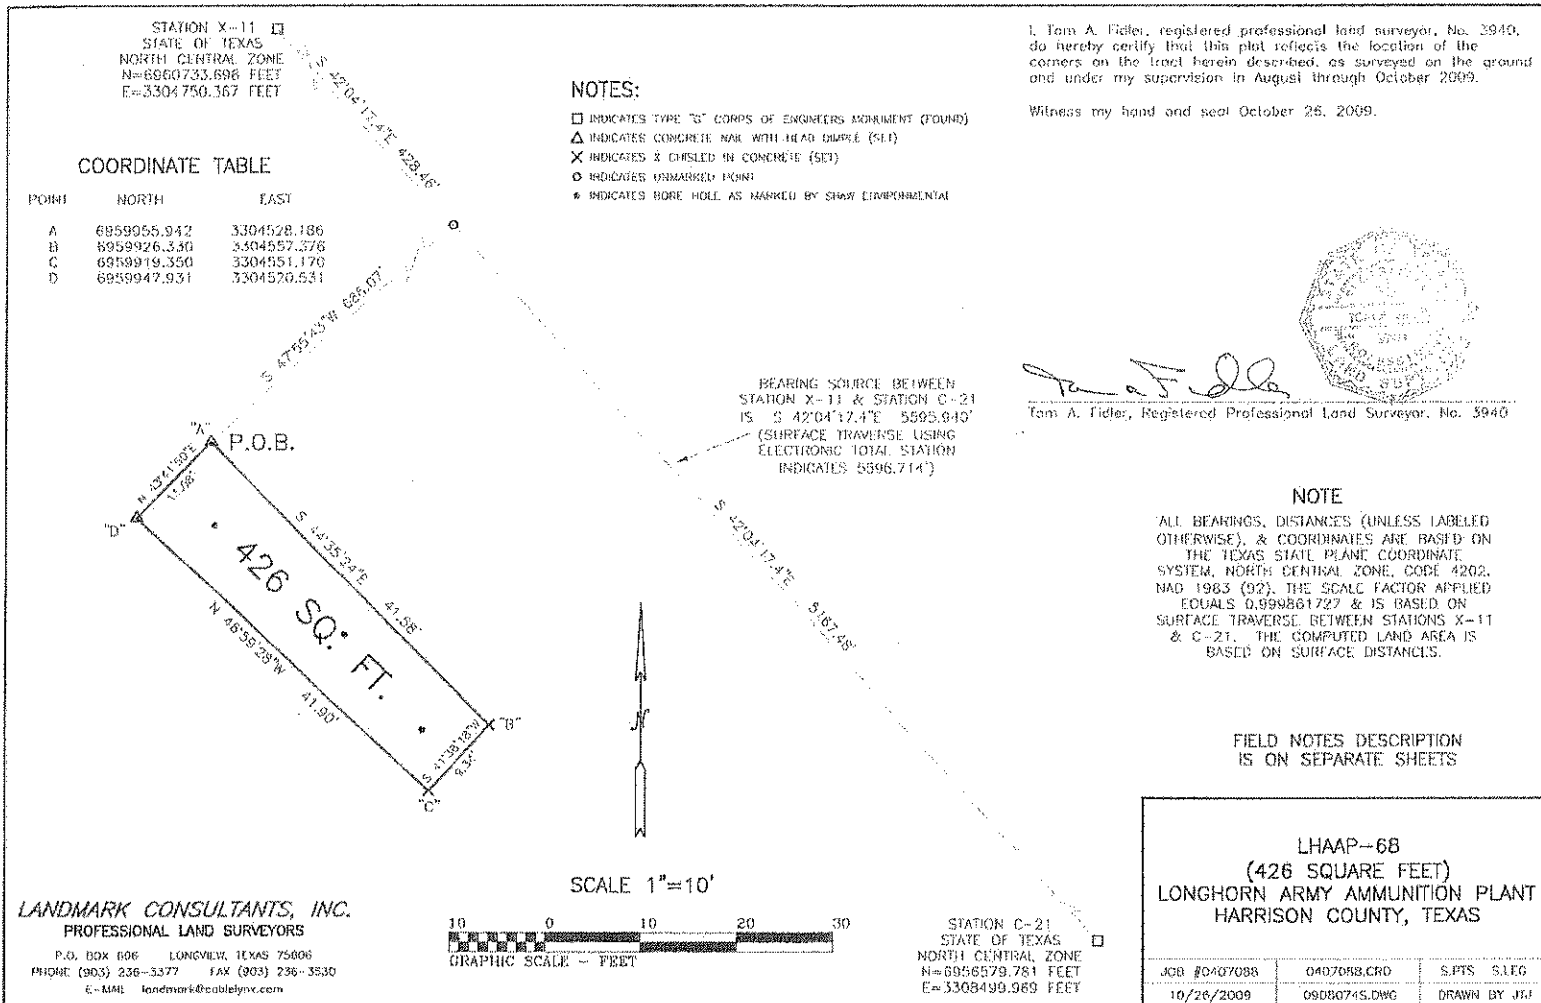 STATION X-11
STATE OF TEXAS
NORTH CENTRAL ZONE
N=6960733.696 FEET
E=3304750.367 FEET
S 42°04'17.4"E 428.46'
COORDINATE TABLE
POINT NORTH EAST
A 6959955.942 3304528.186
B 6959926.330 3304557.376
C 6959919.350 3304551.170
D 6959947.931 3304520.531
S 47°55'43"W
NOTES:
INDICATES TYPE "G" CORPS OF ENGINEERS MONUMENT (FOUND)
INDICATES CONCRETE NAIL WITH HEAD DIMPLE (SET)
INDICATES X CHISLED IN CONCRETE (SET)
INDICATES UNMARKED POINT
INDICATES BORE HOLE AS MARKED BY SHAW ENVIRONMENTAL
I, Tom A. Fidler, registered professional land surveyor, No. 3940,
do hereby certify that this plat reflects the location of the
corners on the tract herein described, as surveyed on the ground
and under my supervision in August through October 2009.
Witness my hand and seal October 26, 2009.
Tom A. Fidler, Registered Professional Land Surveyor, No. 3940
BEARING SOURCE BETWEEN
STATION X-11 & STATION C-21
IS S 42°04'17.4"E 5595.940'
(SURFACE TRAVERSE USING
ELECTRONIC TOTAL STATION
INDICATES 5596.714')
S 42°04'17.4"E 5167.48'
"A" P.O.B.
N 43°41'50"E
"D"
S 44°35'24"E 41.58'
426 SQ. FT.
N 46°59'28"W 41.90'
"B"
S 41°38'18"W
"C"
N
NOTE
ALL BEARINGS, DISTANCES (UNLESS LABELED
OTHERWISE), & COORDINATES ARE BASED ON
THE TEXAS STATE PLANE COORDINATE
SYSTEM, NORTH CENTRAL ZONE, CODE 4202,
NAD 1983 (92). THE SCALE FACTOR APPLIED
EQUALS 0.999861727 & IS BASED ON
SURFACE TRAVERSE BETWEEN STATIONS X-11
& C-21. THE COMPUTED LAND AREA IS
BASED ON SURFACE DISTANCES.
FIELD NOTES DESCRIPTION
IS ON SEPARATE SHEETS
SCALE 1"=10'
10 0 10 20 30
GRAPHIC SCALE - FEET
LANDMARK CONSULTANTS, INC.
PROFESSIONAL LAND SURVEYORS
P.O. BOX 606 LONGVIEW, TEXAS 75606
PHONE (903) 236-3377 FAX (903) 236-3530
E-MAIL landmark@cablelynx.com
STATION C-21
STATE OF TEXAS
NORTH CENTRAL ZONE
N=6956579.781 FEET
E=3308499.969 FEET
LHAAP-68
(426 SQUARE FEET)
LONGHORN ARMY AMMUNITION PLANT
HARRISON COUNTY, TEXAS
JOB #0407088 0407088.CRD S.PTS S.LEG
10/26/2009 0908074S.DWG DRAWN BY JTJ